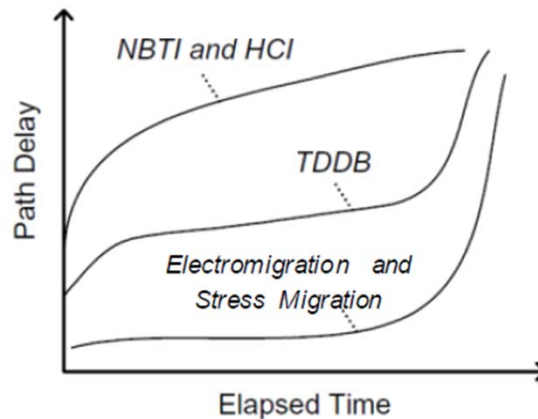 NBTI and HCI
TDDB
Electromigration and
Stress Migration
Path Delay
Elapsed Time